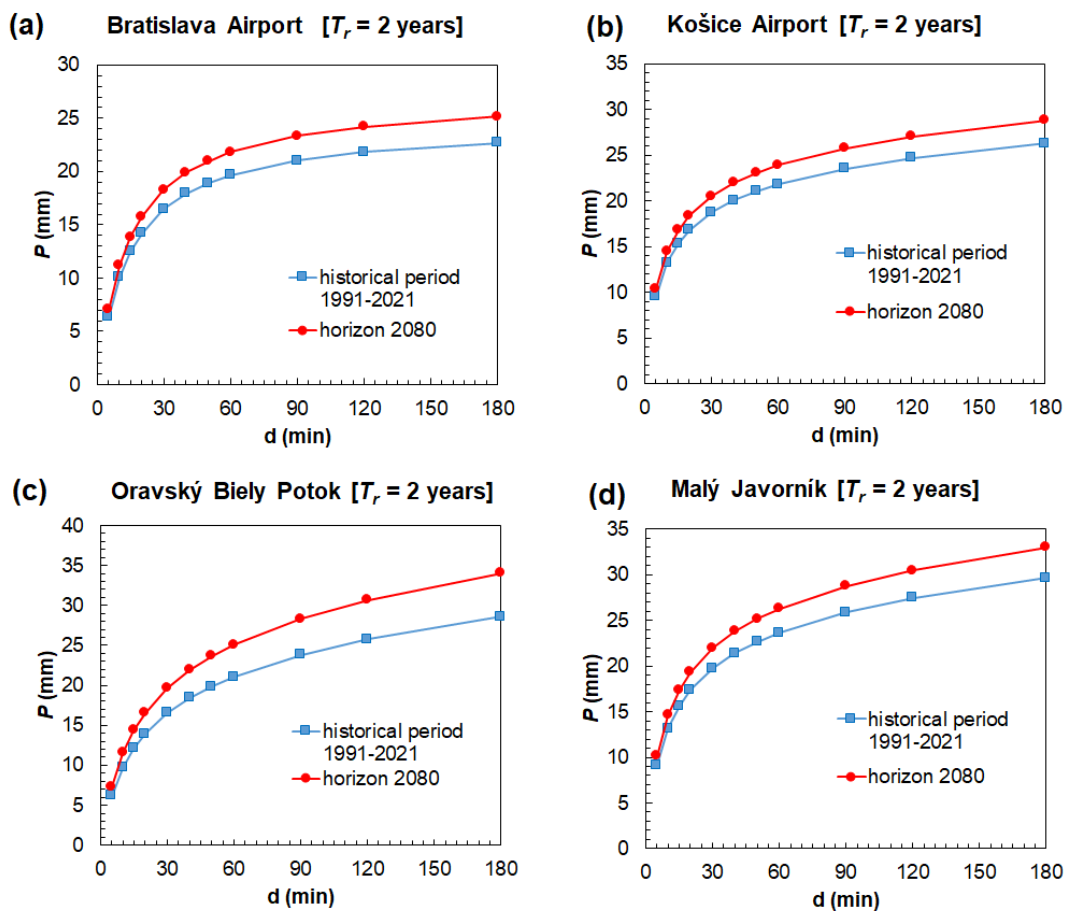 (a) Bratislava Airport [Tr = 2 years]
30
25
20
15
10
5
0
P (mm)
historical period
1991-2021
horizon 2080
0 30 60 90 120 150 180
d (min)
(b) Košice Airport [Tr = 2 years]
35
30
25
20
15
10
5
0
P (mm)
historical period
1991-2021
horizon 2080
0 30 60 90 120 150 180
d (min)
(c) Oravský Biely Potok [Tr = 2 years]
40
35
30
25
20
15
10
5
0
P (mm)
historical period
1991-2021
horizon 2080
0 30 60 90 120 150 180
d (min)
(d) Malý Javorník [Tr = 2 years]
35
30
25
20
15
10
5
0
P (mm)
historical period
1991-2021
horizon 2080
0 30 60 90 120 150 180
d (min)